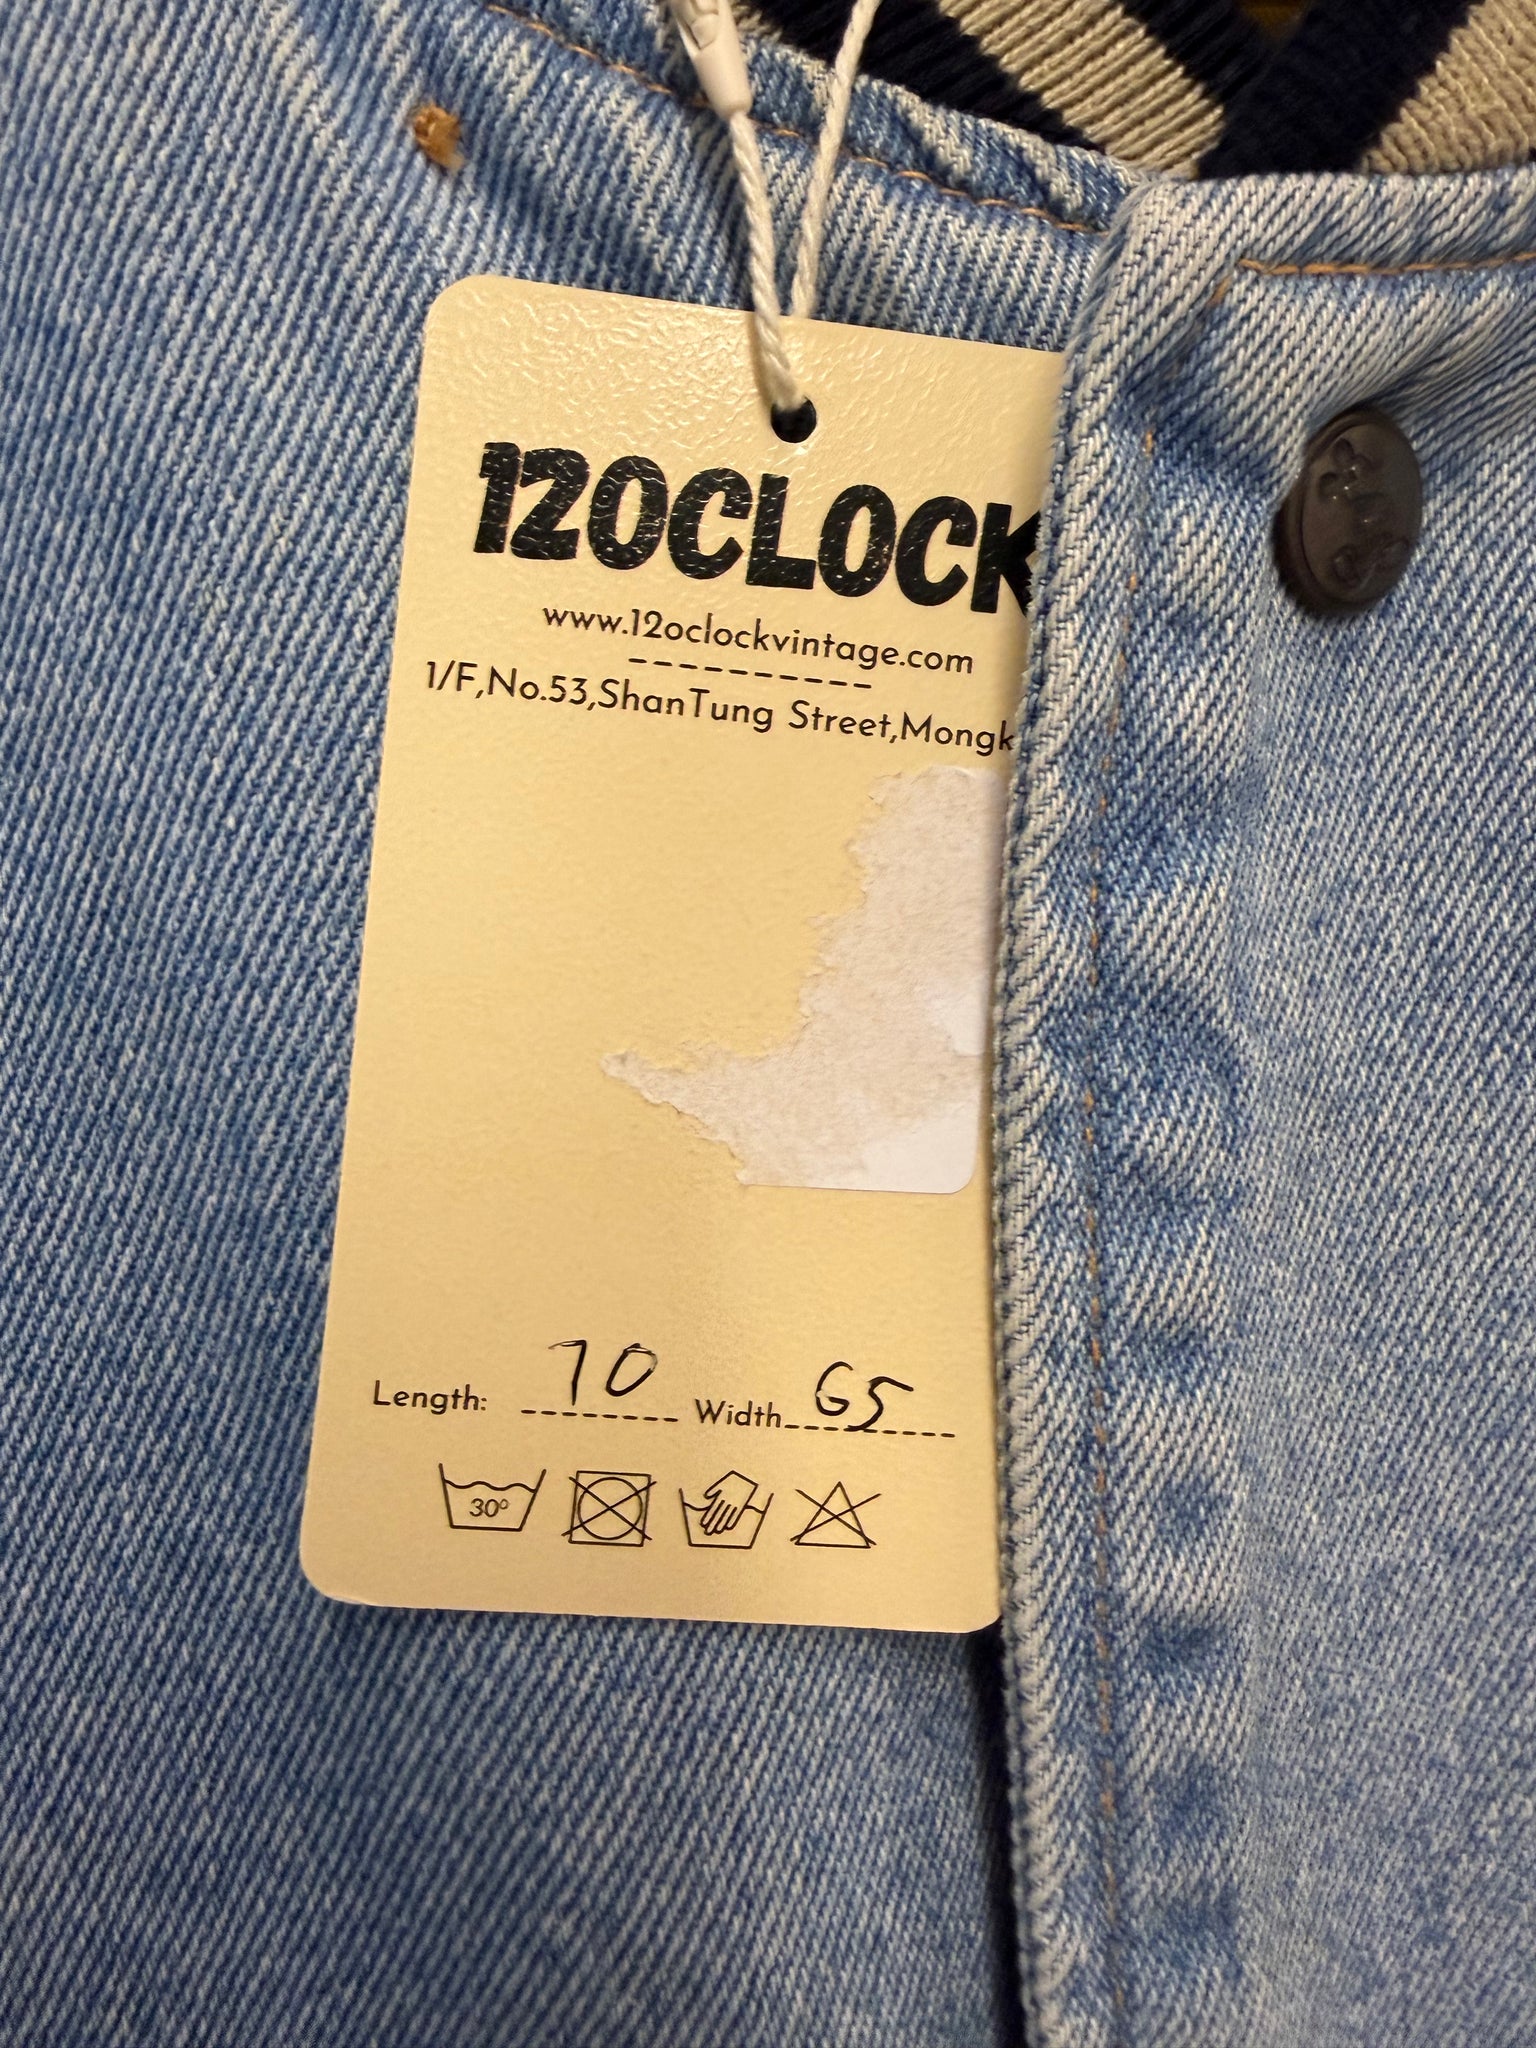 12OCLOCK
www.12oclockvintage.com
1/F,No.53,ShanTung Street,Mongk
Length: 70 Width 65
30°